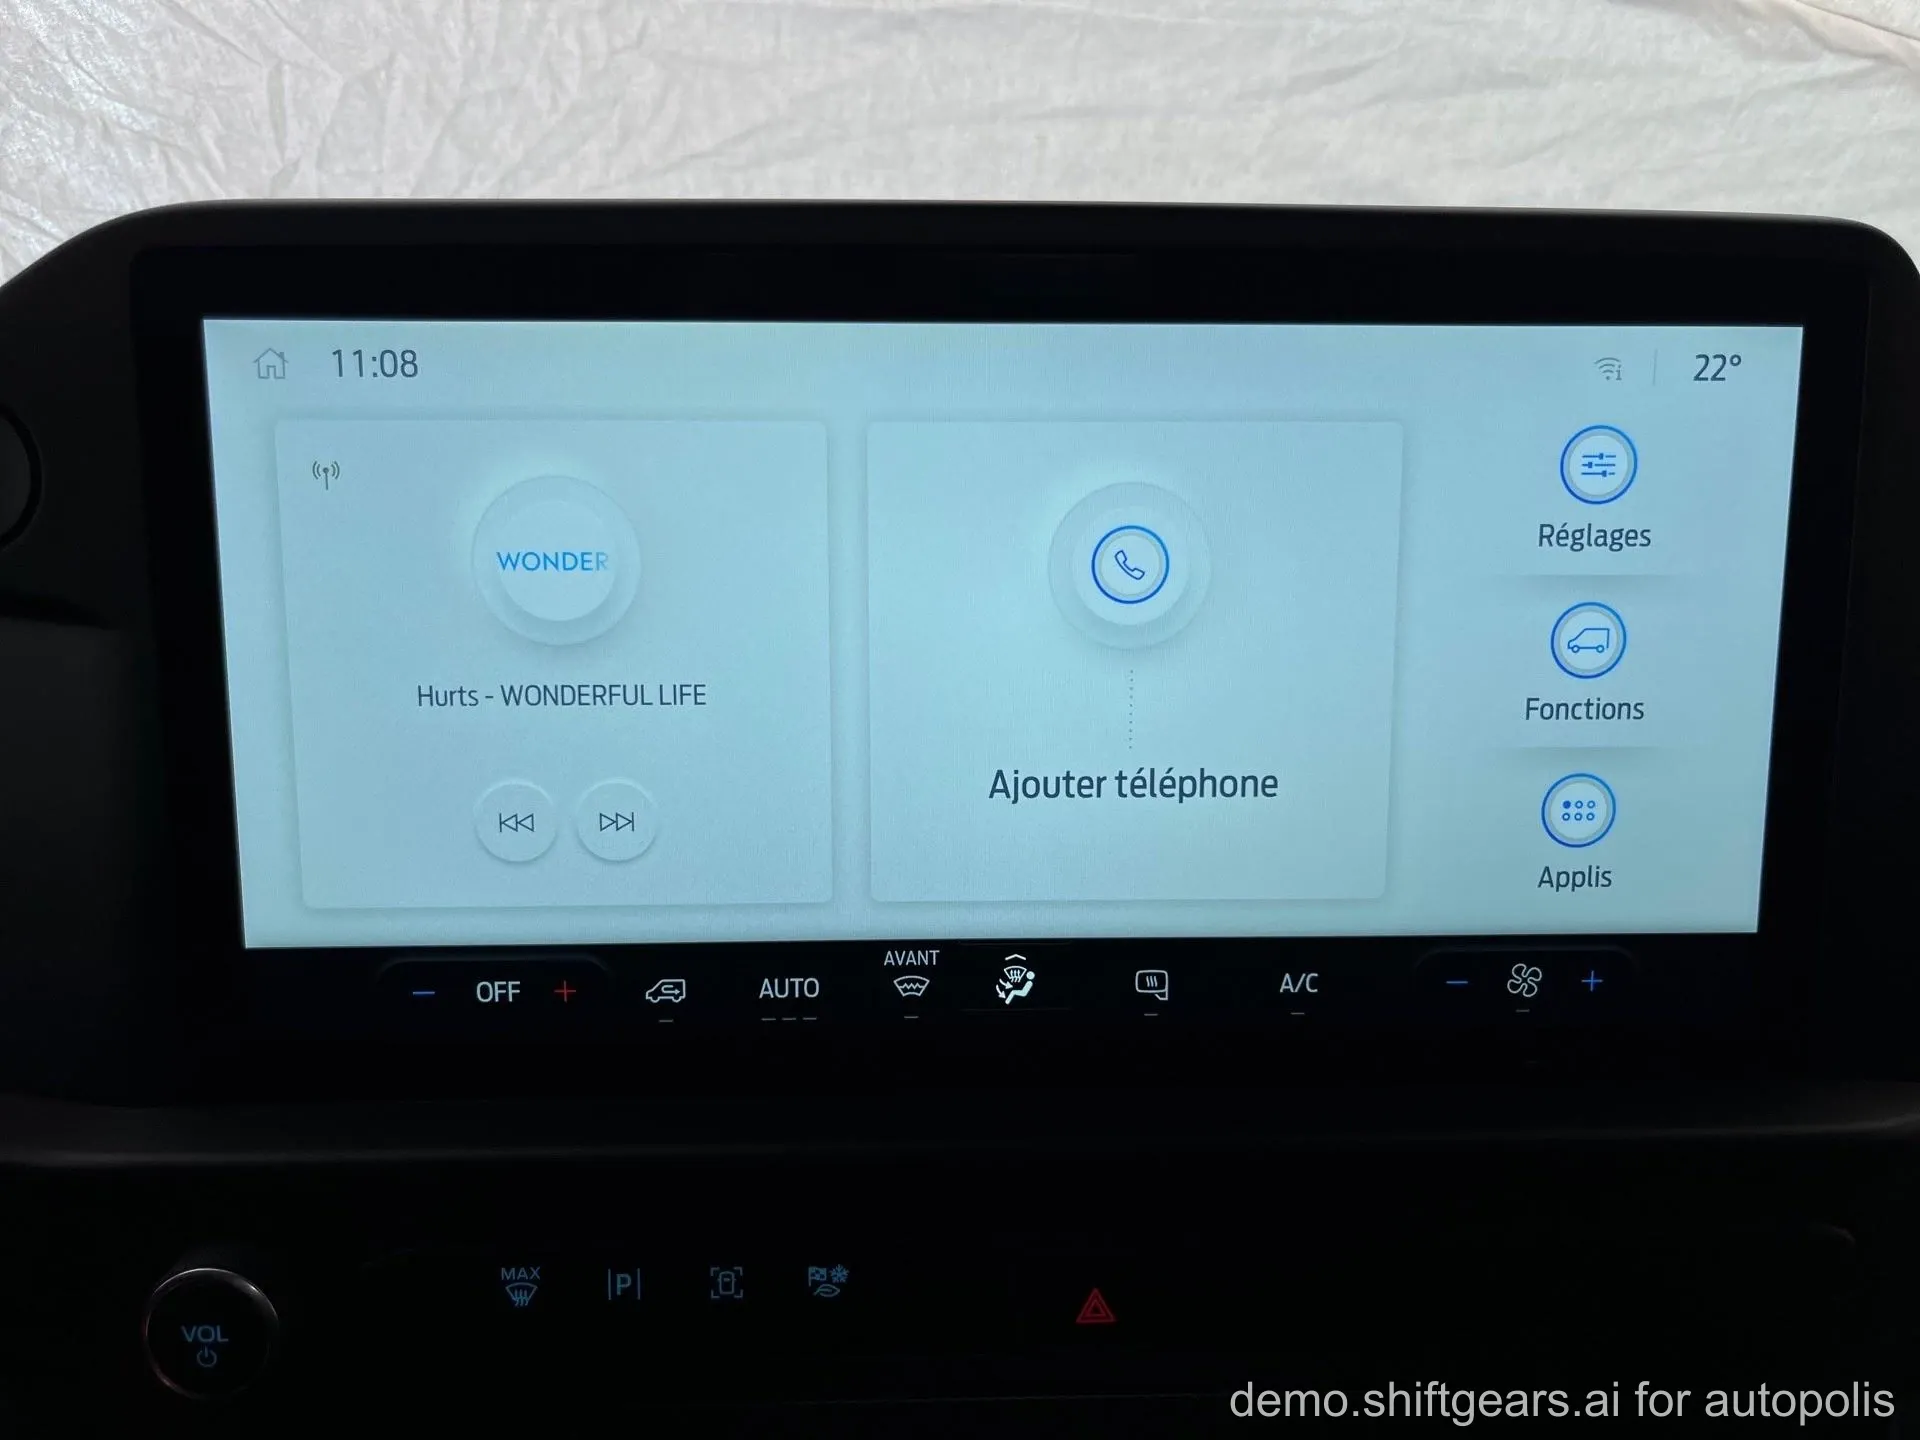 11:08
22°
WONDER
Hurts - WONDERFUL LIFE
Ajouter téléphone
Réglages
Fonctions
Applis
AVANT
OFF
AUTO
A/C
MAX
P
VOL
demo.shiftgears.ai for autopolis